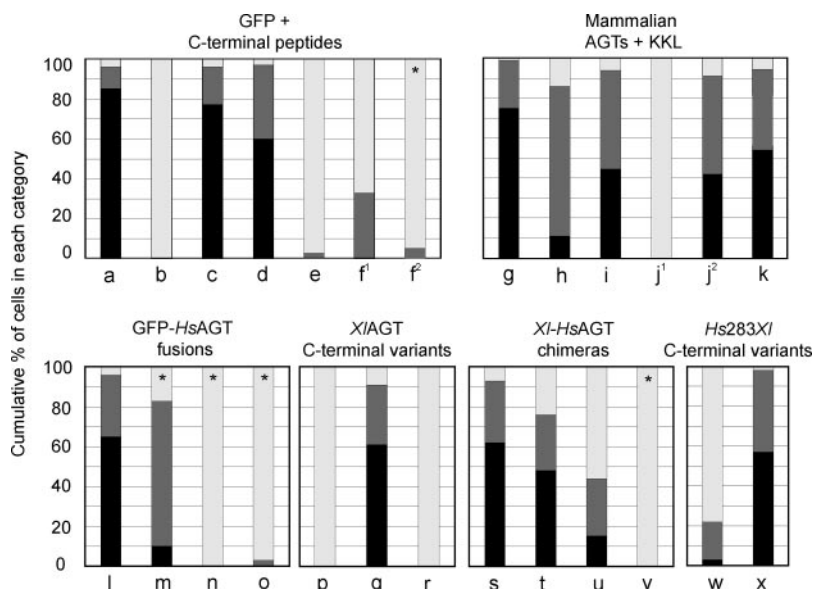 GFP +
C-terminal peptides
Mammalian
AGTs + KKL
Cumulative % of cells in each category
100
80
60
40
20
0
*
a b c d e f1 f2
g h i j1 j2 k
GFP-HsAGT
fusions
XlAGT
C-terminal variants
Xl-HsAGT
chimeras
Hs283Xl
C-terminal variants
100
80
60
40
20
0
* * *
*
l m n o
p q r
s t u v
w x